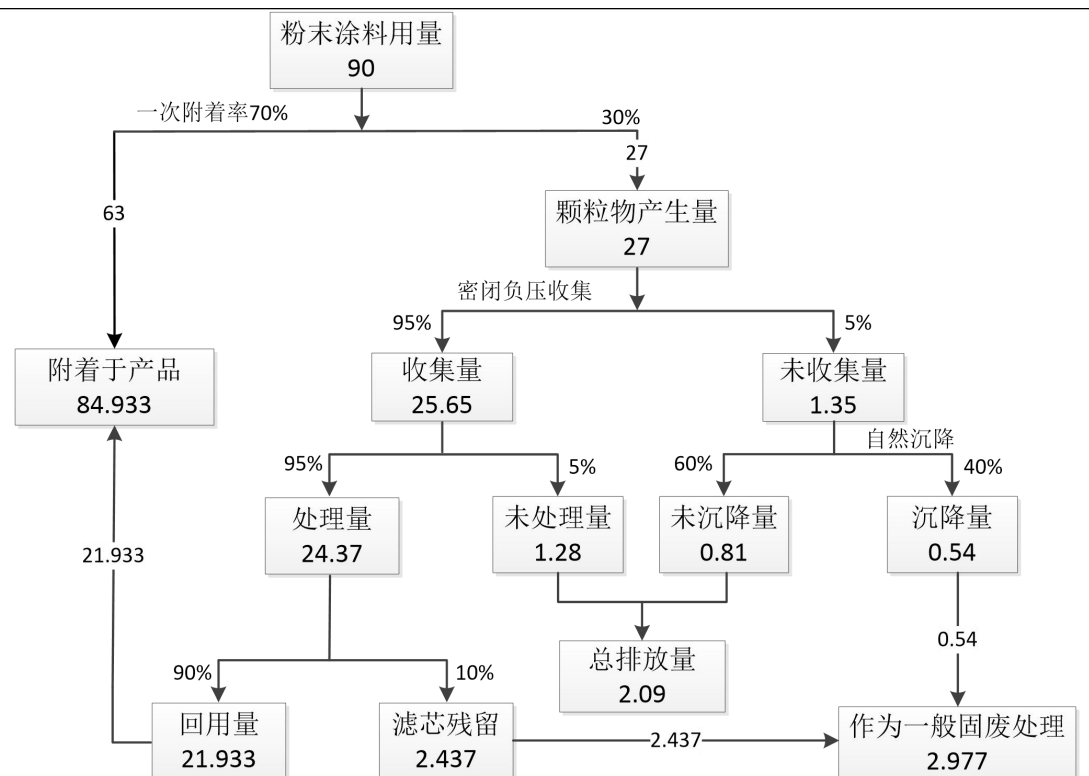 粉末涂料用量
90
一次附着率70%
30%
27
63
颗粒物产生量
27
密闭负压收集
95%
5%
附着于产品
84.933
收集量
25.65
未收集量
1.35
自然沉降
95%
5%
60%
40%
处理量
24.37
未处理量
1.28
未沉降量
0.81
沉降量
0.54
21.933
0.54
总排放量
2.09
90%
10%
回用量
21.933
滤芯残留
2.437
2.437
作为一般固废处理
2.977